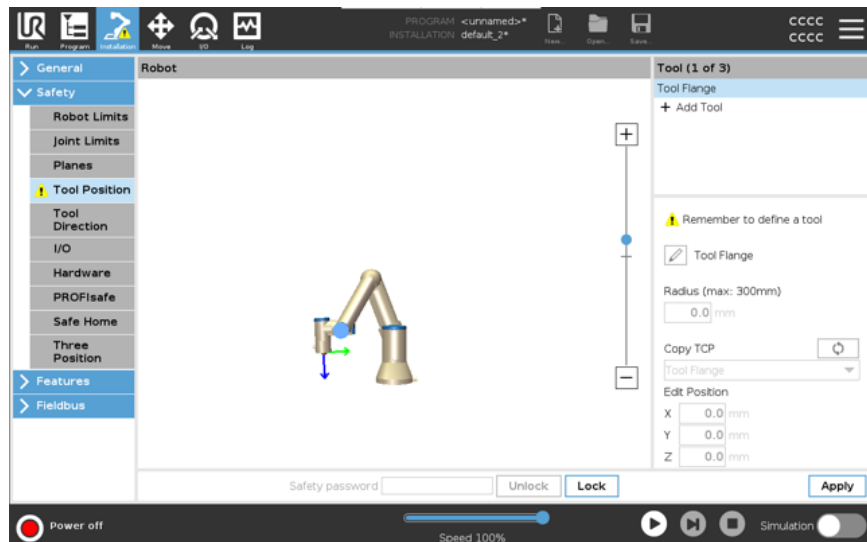 PROGRAM <unnamed>*
INSTALLATION default_2*
cccc
cccc
Run
Program
Installation
Move
I/O
Log
New...
Open...
Save...
General
Safety
Robot Limits
Joint Limits
Planes
Tool Position
Tool
Direction
I/O
Hardware
PROFIsafe
Safe Home
Three
Position
Features
Fieldbus
Robot
Tool (1 of 3)
Tool Flange
+ Add Tool
Remember to define a tool
Tool Flange
Radius (max: 300mm)
0.0 mm
Copy TCP
Tool Flange
Edit Position
X 0.0 mm
Y 0.0 mm
Z 0.0 mm
Safety password Unlock Lock
Apply
Power off
Speed 100%
Simulation